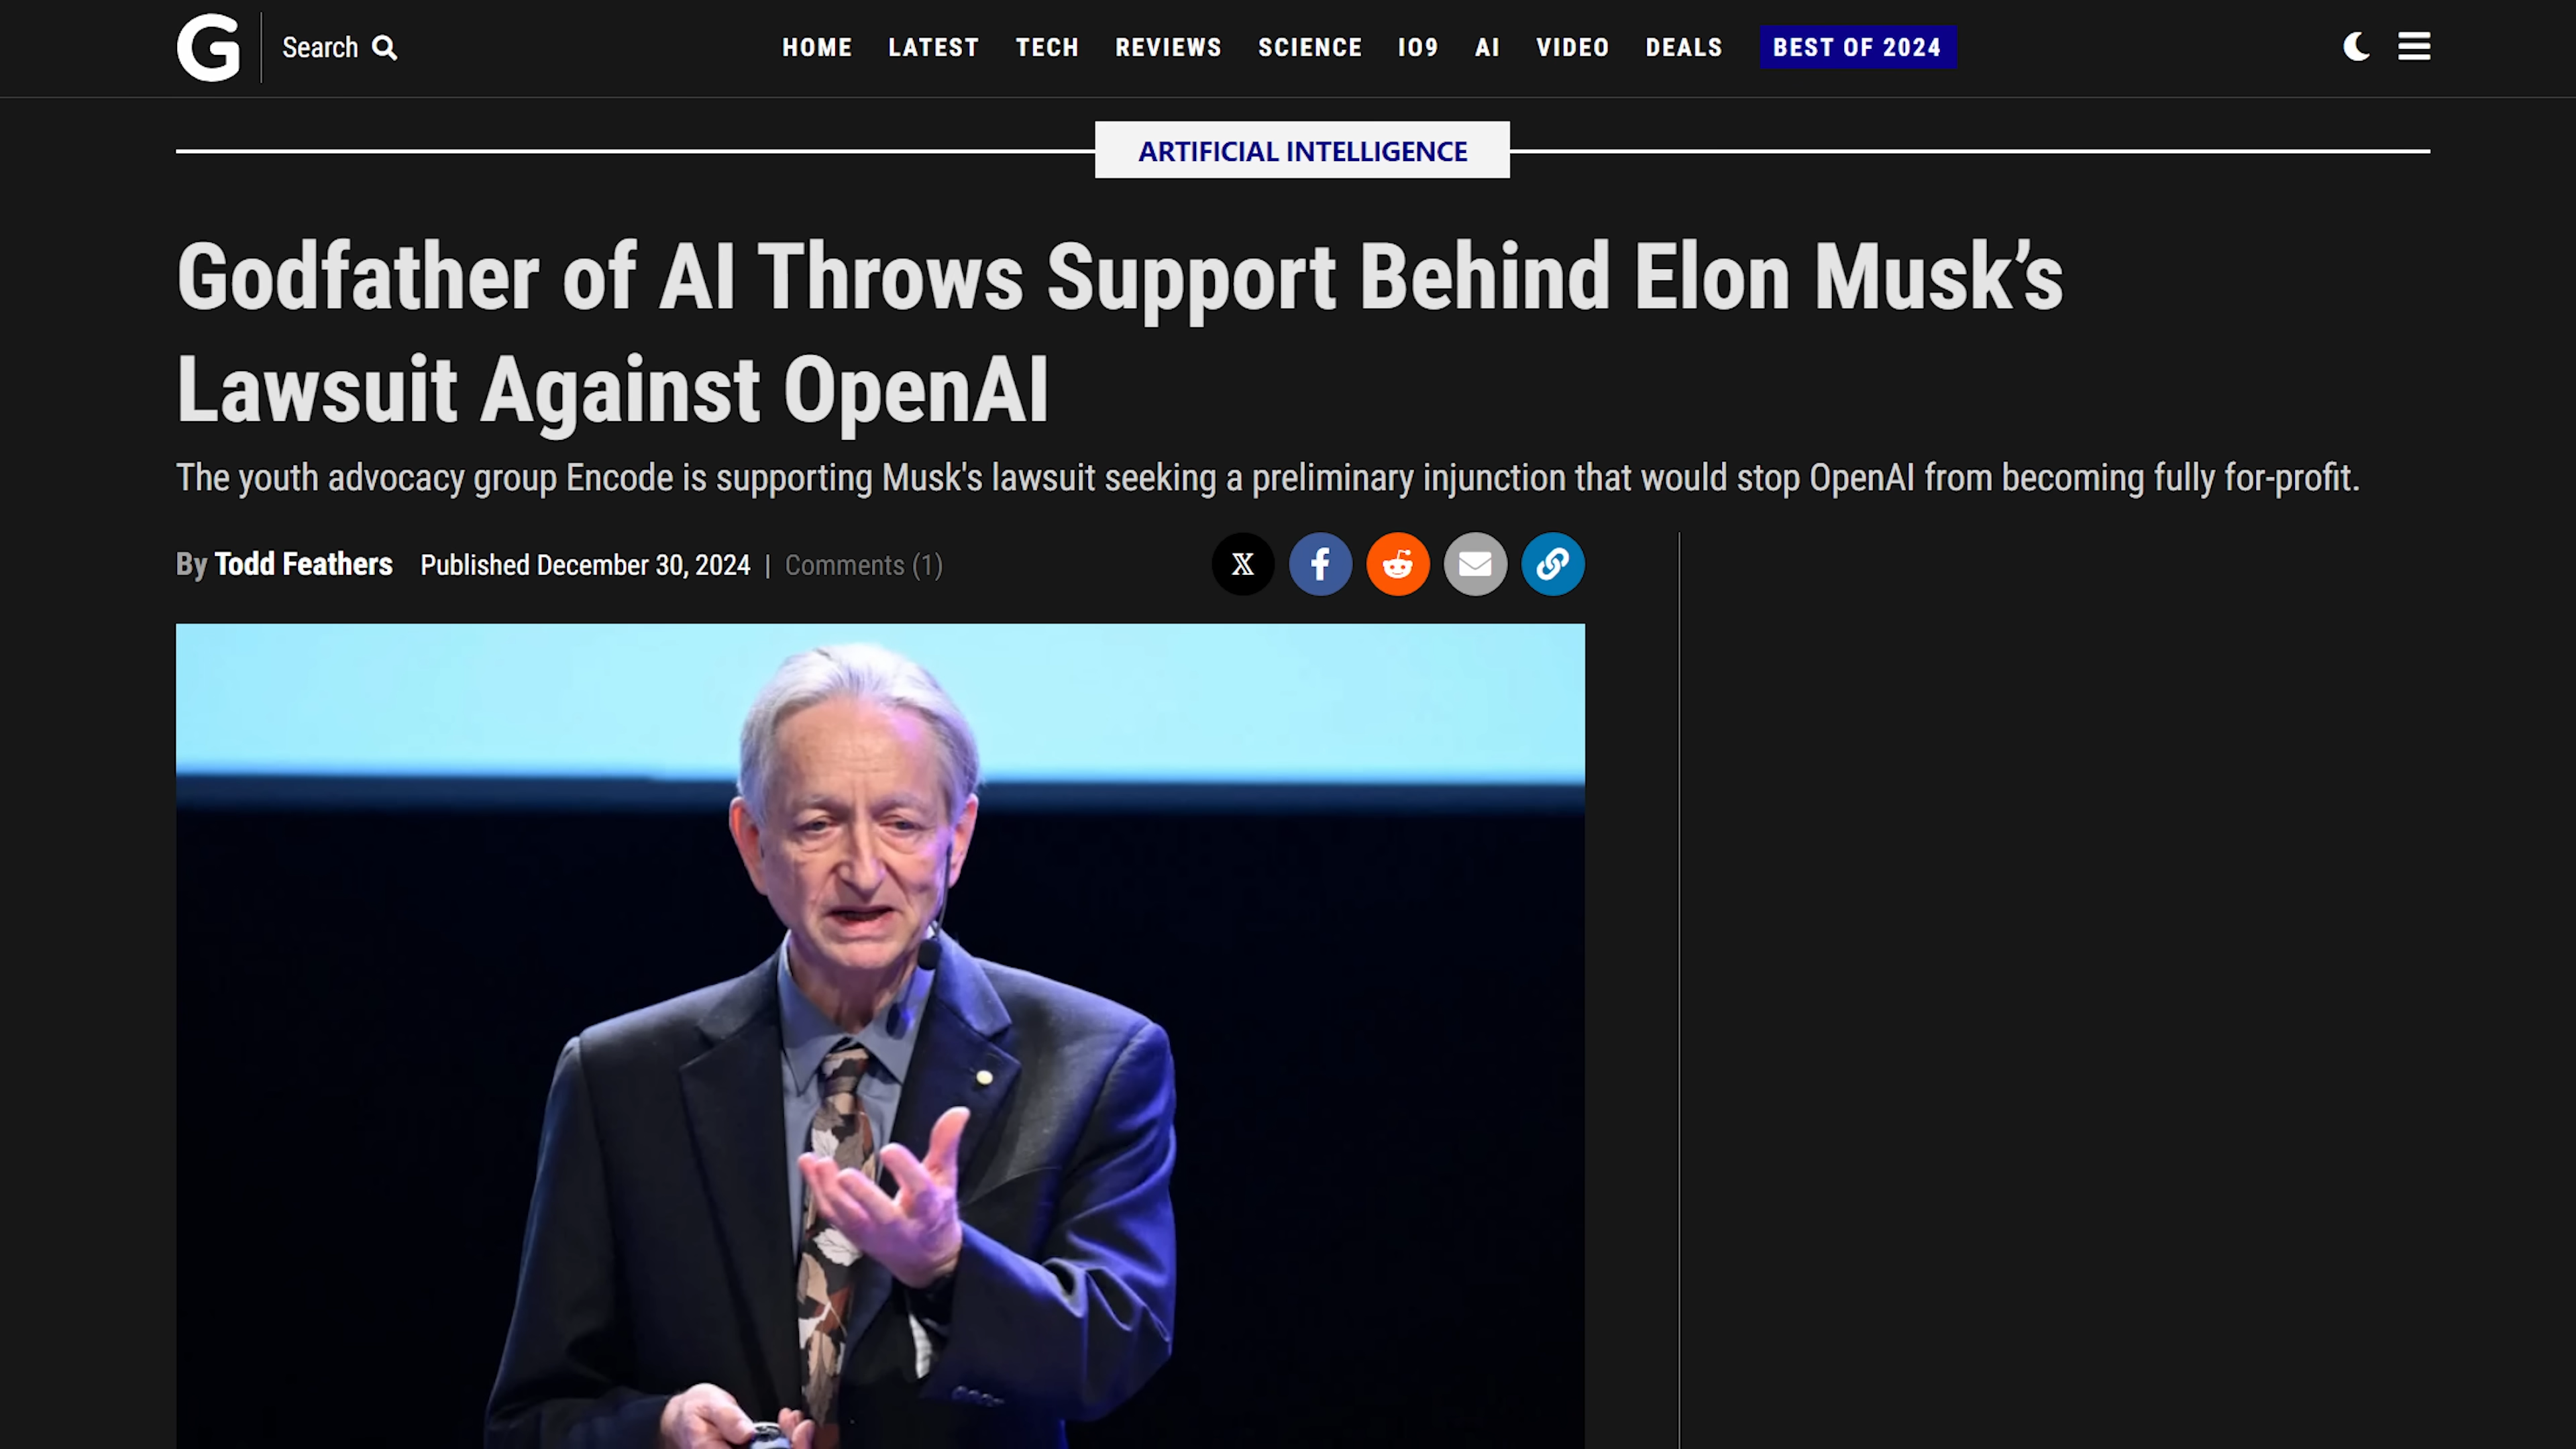 G Search HOME LATEST TECH REVIEWS SCIENCE IO9 AI VIDEO DEALS BEST OF 2024
ARTIFICIAL INTELLIGENCE
Godfather of AI Throws Support Behind Elon Musk’s
Lawsuit Against OpenAI
The youth advocacy group Encode is supporting Musk's lawsuit seeking a preliminary injunction that would stop OpenAI from becoming fully for-profit.
By Todd Feathers Published December 30, 2024 | Comments (1)